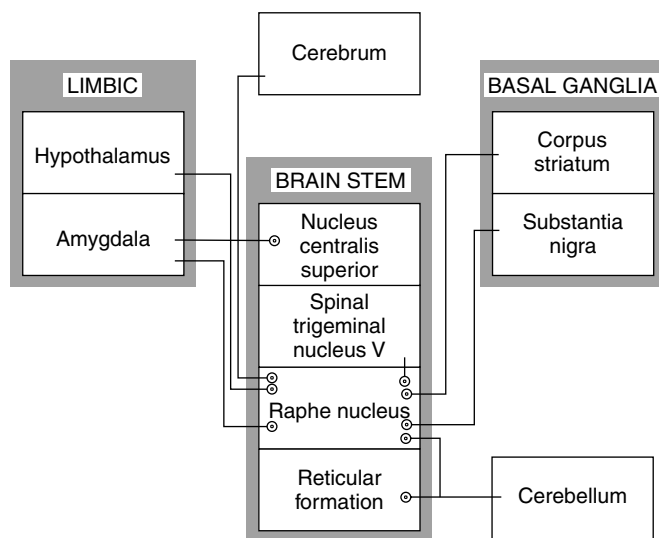 Cerebrum
LIMBIC
Hypothalamus
Amygdala
BRAIN STEM
Nucleus
centralis
superior
Spinal
trigeminal
nucleus V
Raphe nucleus
Reticular
formation
BASAL GANGLIA
Corpus
striatum
Substantia
nigra
Cerebellum